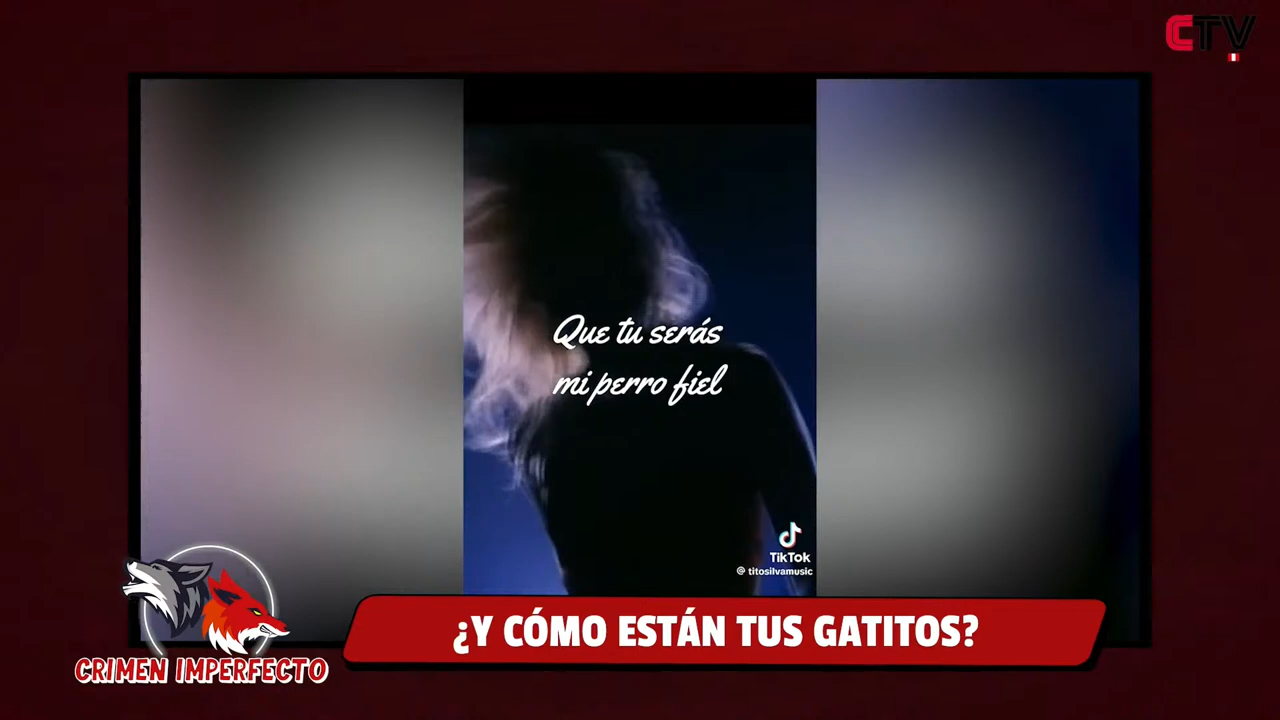 CTV
Que tu serás
mi perro fiel
TikTok
@ titosilvamusic
¿Y CÓMO ESTÁN TUS GATITOS?
CRIMEN IMPERFECTO